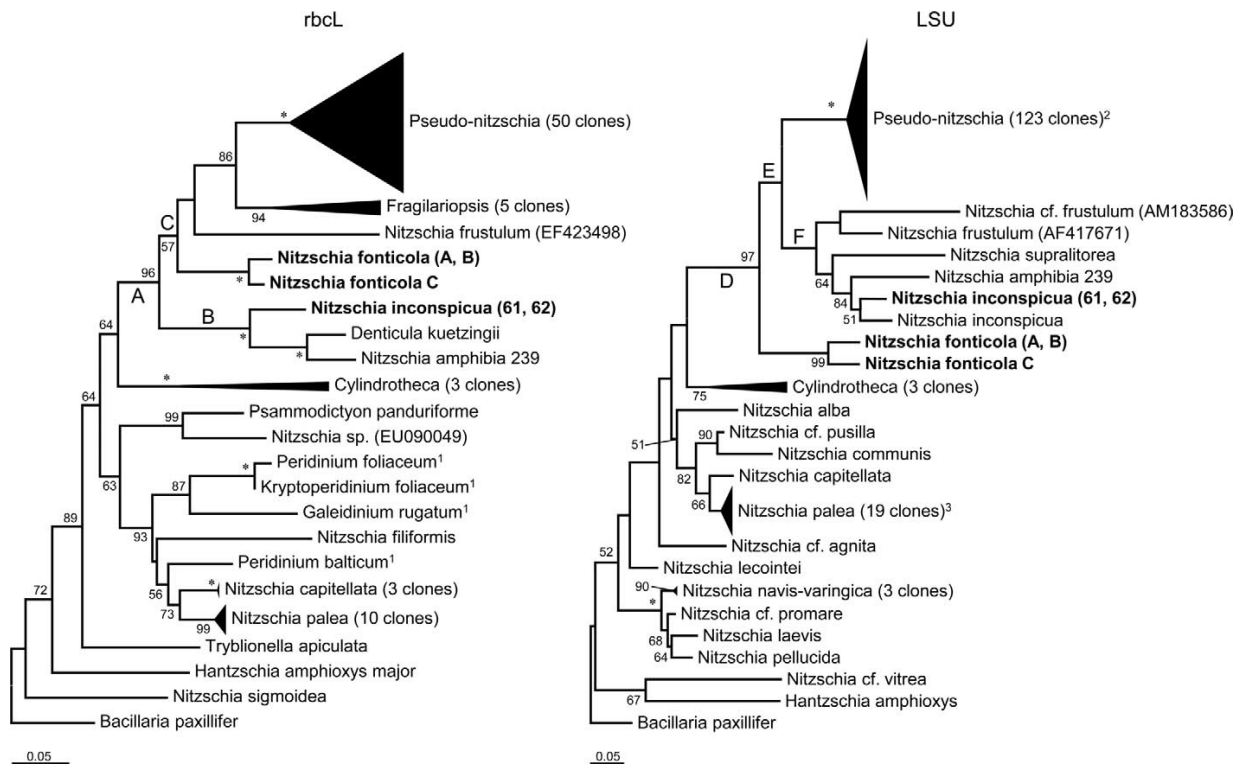 rbcL
Pseudo-nitzschia (50 clones)
*
86
Fragilariopsis (5 clones)
94
C
57
Nitzschia frustulum (EF423498)
Nitzschia fonticola (A, B)
*
Nitzschia fonticola C
96
A
Nitzschia inconspicua (61, 62)
B
*
Denticula kuetzingii
*
Nitzschia amphibia 239
64
*
Cylindrotheca (3 clones)
64
Psammodictyon panduriforme
99
Nitzschia sp. (EU090049)
63
*
Peridinium foliaceum1
87
Kryptoperidinium foliaceum1
Galeidinium rugatum1
93
Nitzschia filiformis
Peridinium balticum1
56
*
Nitzschia capitellata (3 clones)
73
99
Nitzschia palea (10 clones)
89
Tryblionella apiculata
72
Hantzschia amphioxys major
Nitzschia sigmoidea
Bacillaria paxillifer
0.05
LSU
*
Pseudo-nitzschia (123 clones)2
E
Nitzschia cf. frustulum (AM183586)
F
Nitzschia frustulum (AF417671)
Nitzschia supralitorea
64
Nitzschia amphibia 239
84
Nitzschia inconspicua (61, 62)
51
Nitzschia inconspicua
97
D
Nitzschia fonticola (A, B)
99
Nitzschia fonticola C
75
Cylindrotheca (3 clones)
Nitzschia alba
51
90
Nitzschia cf. pusilla
Nitzschia communis
82
Nitzschia capitellata
66
Nitzschia palea (19 clones)3
Nitzschia cf. agnita
52
Nitzschia lecointei
90
Nitzschia navis-varingica (3 clones)
*
Nitzschia cf. promare
68
Nitzschia laevis
64
Nitzschia pellucida
Nitzschia cf. vitrea
67
Hantzschia amphioxys
Bacillaria paxillifer
0.05